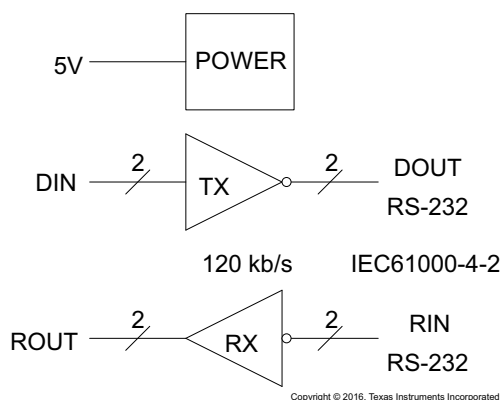 5V
POWER
2
2
DIN
TX
DOUT
RS-232
120 kb/s
IEC61000-4-2
2
2
ROUT
RX
RIN
RS-232
Copyright © 2016, Texas Instruments Incorporated